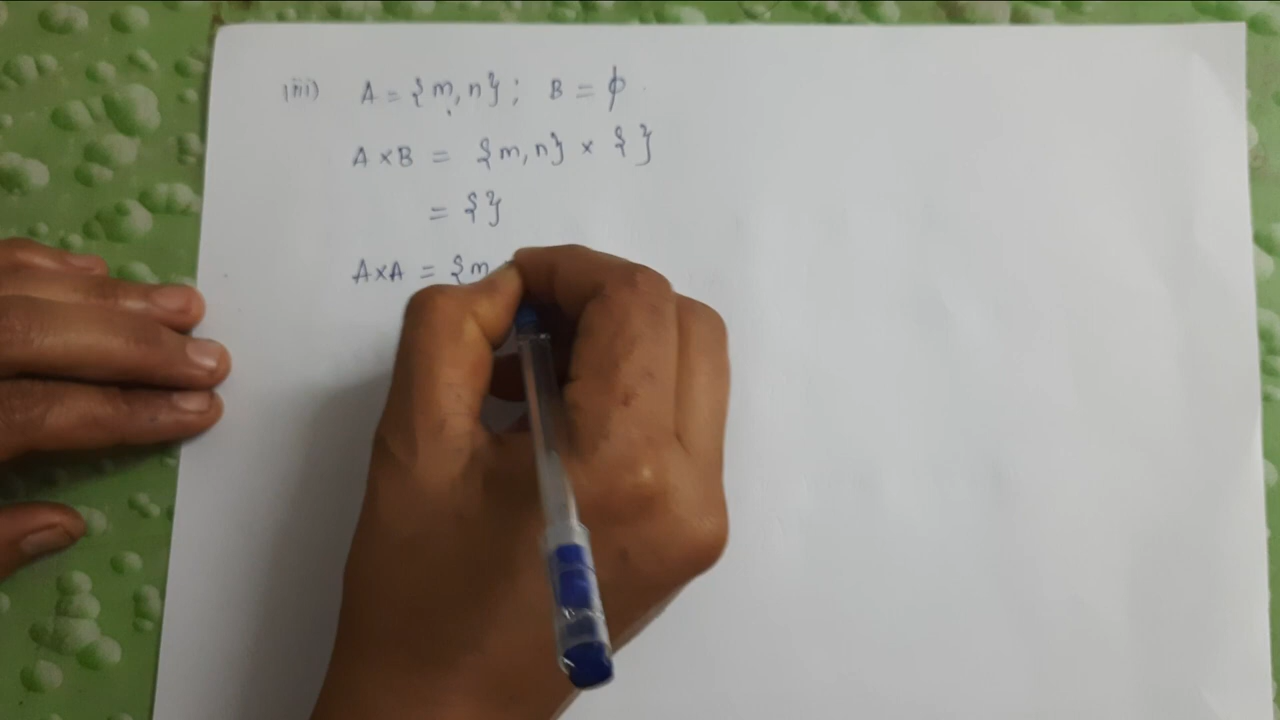 iii) A = {m, n} ; B = φ
A × B = {m, n} × { }
= { }
A×A = {m